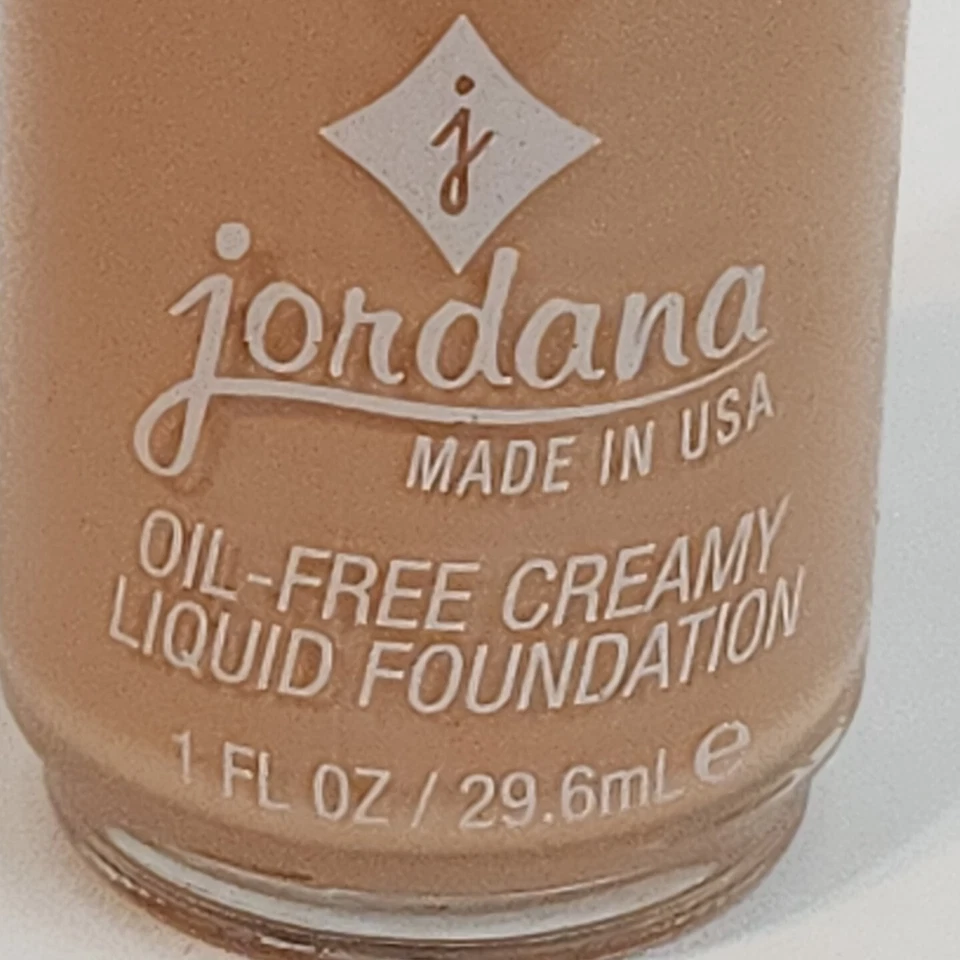 j
jordana
MADE IN USA
OIL-FREE CREAMY
LIQUID FOUNDATION
1 FL OZ / 29.6mL ℮